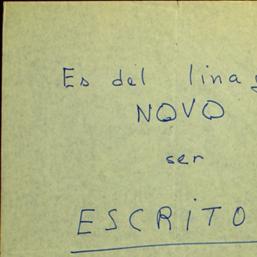 Es del lina
NOVO
ser
ESCRITO